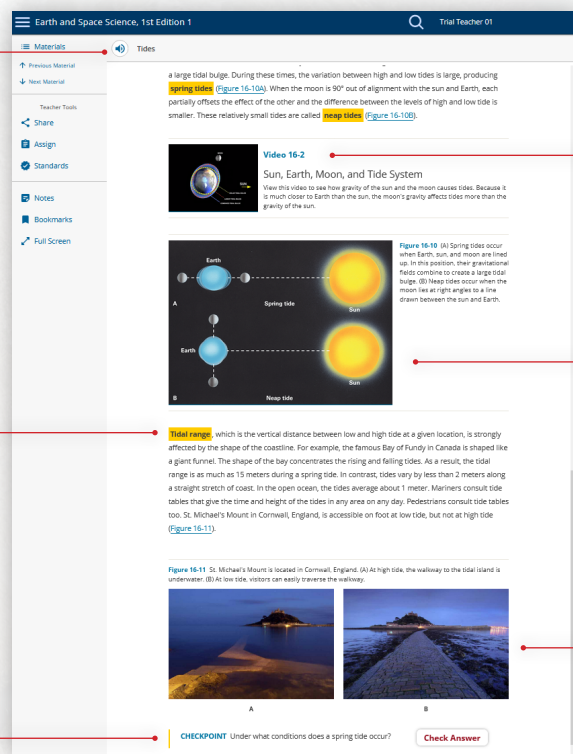 Earth and Space Science, 1st Edition 1
Trial Teacher 01
Materials
Previous Material
Next Material
Teacher Tools
Share
Assign
Standards
Notes
Bookmarks
Full Screen
Tides
a large tidal bulge. During these times, the variation between high and low tides is large, producing
spring tides (Figure 16-10A). When the moon is 90° out of alignment with the sun and Earth, each
partially offsets the effect of the other and the difference between the levels of high and low tide is
smaller. These relatively small tides are called neap tides (Figure 16-10B).
Video 16-2
Sun, Earth, Moon, and Tide System
View this video to see how gravity of the sun and the moon causes tides. Because it
is much closer to Earth than the sun, the moon's gravity affects tides more than the
gravity of the sun.
Earth
A
Spring tide
Sun
Earth
Sun
B
Neap tide
Figure 16-10 (A) Spring tides occur
when Earth, sun, and moon are lined
up. In this position, their gravitational
fields combine to create a large tidal
bulge. (B) Neap tides occur when the
moon lies at right angles to a line
drawn between the sun and Earth.
Tidal range, which is the vertical distance between low and high tide at a given location, is strongly
affected by the shape of the coastline. For example, the famous Bay of Fundy in Canada is shaped like
a giant funnel. The shape of the bay concentrates the rising and falling tides. As a result, the tidal
range is as much as 15 meters during a spring tide. In contrast, tides vary by less than 2 meters along
a straight stretch of coast. In the open ocean, the tides average about 1 meter. Mariners consult tide
tables that give the time and height of the tides in any area on any day. Pedestrians consult tide tables
too. St. Michael's Mount in Cornwall, England, is accessible on foot at low tide, but not at high tide
(Figure 16-11).
Figure 16-11 St. Michael's Mount is located in Cornwall, England. (A) At high tide, the walkway to the tidal island is
underwater. (B) At low tide, visitors can easily traverse the walkway.
A
B
CHECKPOINT Under what conditions does a spring tide occur?
Check Answer